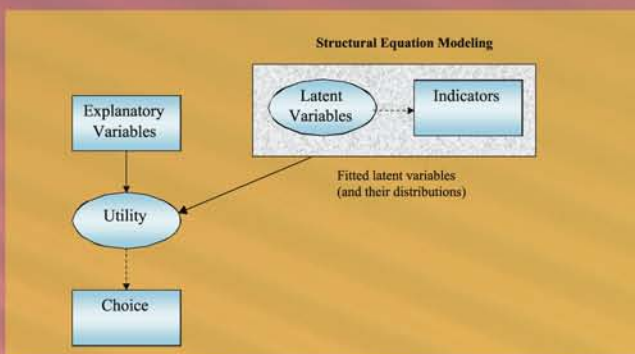 Structural Equation Modeling
Latent
Variables
Indicators
Explanatory
Variables
Fitted latent variables
(and their distributions)
Utility
Choice